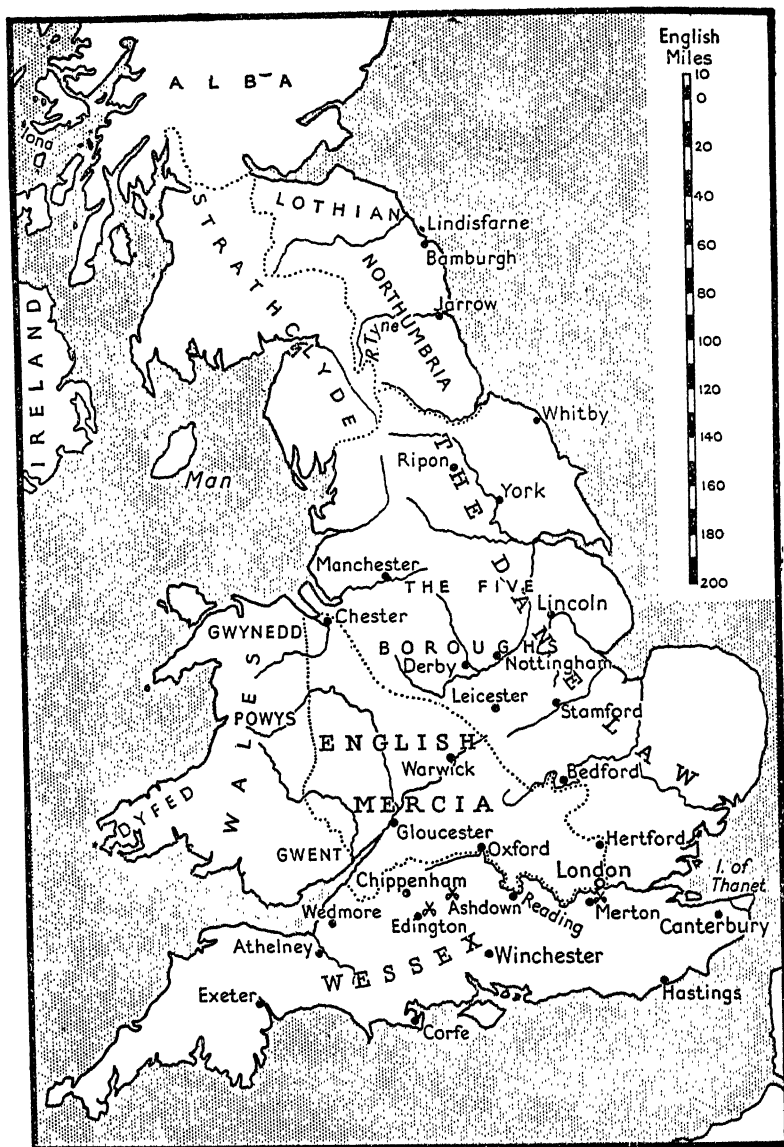 English
Miles
10
0
20
40
60
80
100
120
140
160
180
200
ALBA
Iona
STRATHCLYDE
LOTHIAN
Lindisfarne
Bamburgh
NORTHUMBRIA
Jarrow
R. Tyne
IRELAND
Man
Whitby
Ripon
York
THE DANELAW
Manchester
THE FIVE
BOROUGHS
Lincoln
Chester
GWYNEDD
Derby
Nottingham
Leicester
Stamford
POWYS
WALES
ENGLISH
MERCIA
Warwick
Bedford
DYFED
GWENT
Gloucester
Oxford
Hertford
London
I. of
Thanet
Chippenham
Ashdown
Reading
Merton
Canterbury
Wedmore
Edington
Athelney
WESSEX
Winchester
Exeter
Corfe
Hastings